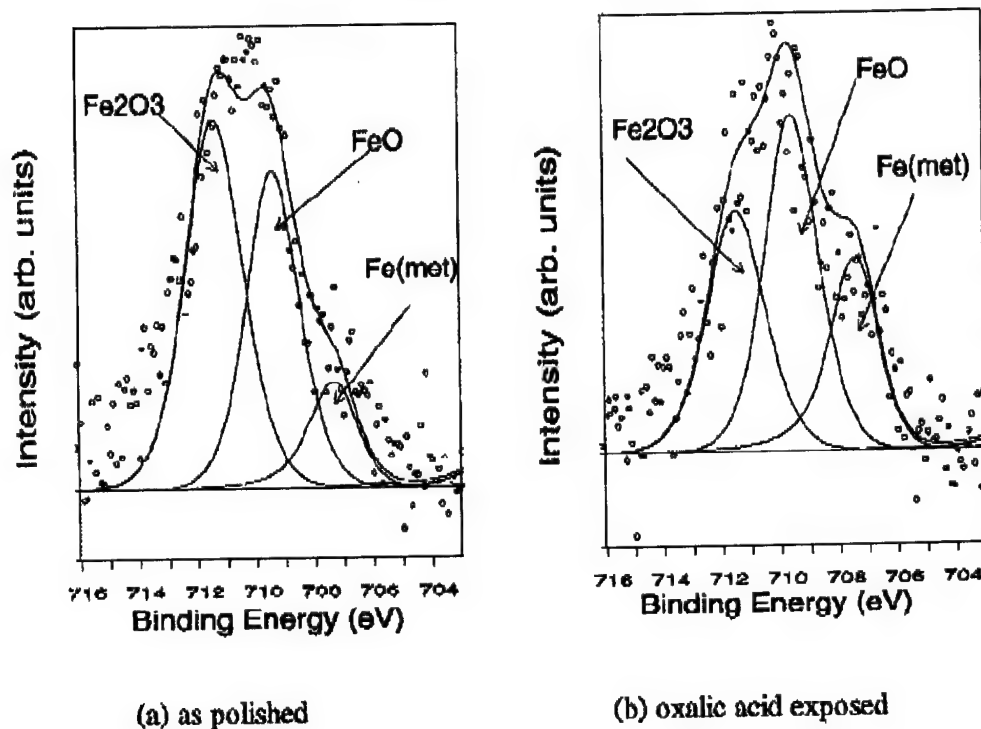 Fe2O3
FeO
Fe(met)
Intensity (arb. units)
716 714 712 710 708 706 704
Binding Energy (eV)
(a) as polished
FeO
Fe2O3
Fe(met)
Intensity (arb. units)
716 714 712 710 708 706 704
Binding Energy (eV)
(b) oxalic acid exposed